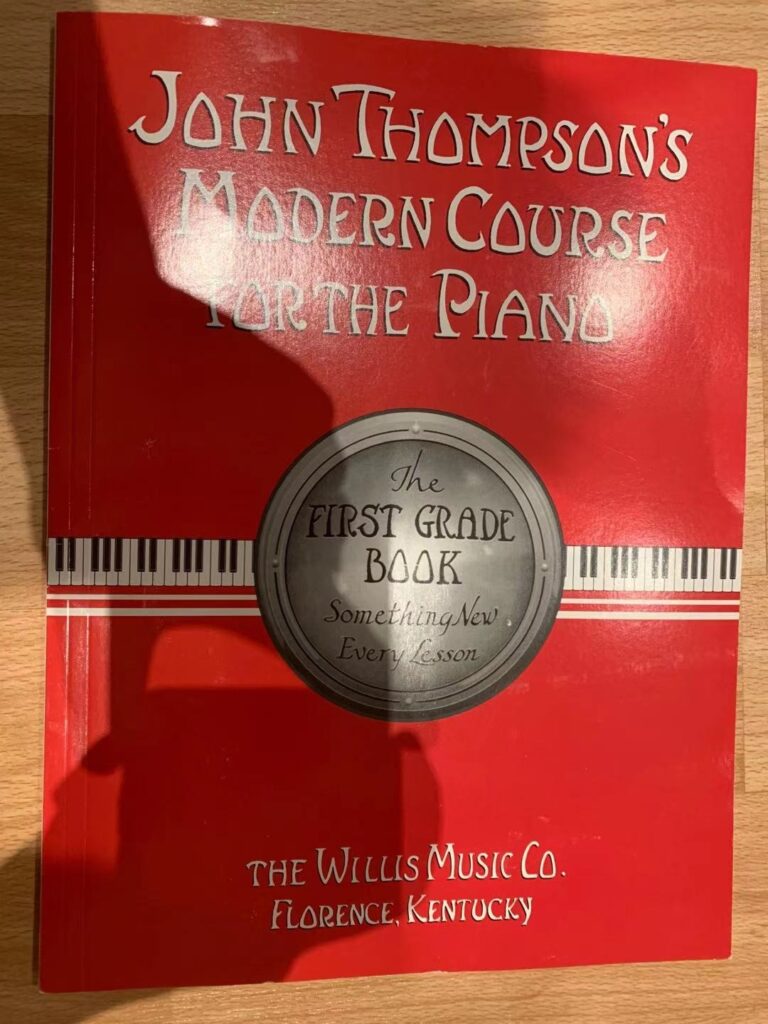 JOHN THOMPSON'S
MODERN COURSE
FOR THE PIANO
The
FIRST GRADE
BOOK
Something New
Every Lesson
THE WILLIS MUSIC CO.
FLORENCE, KENTUCKY